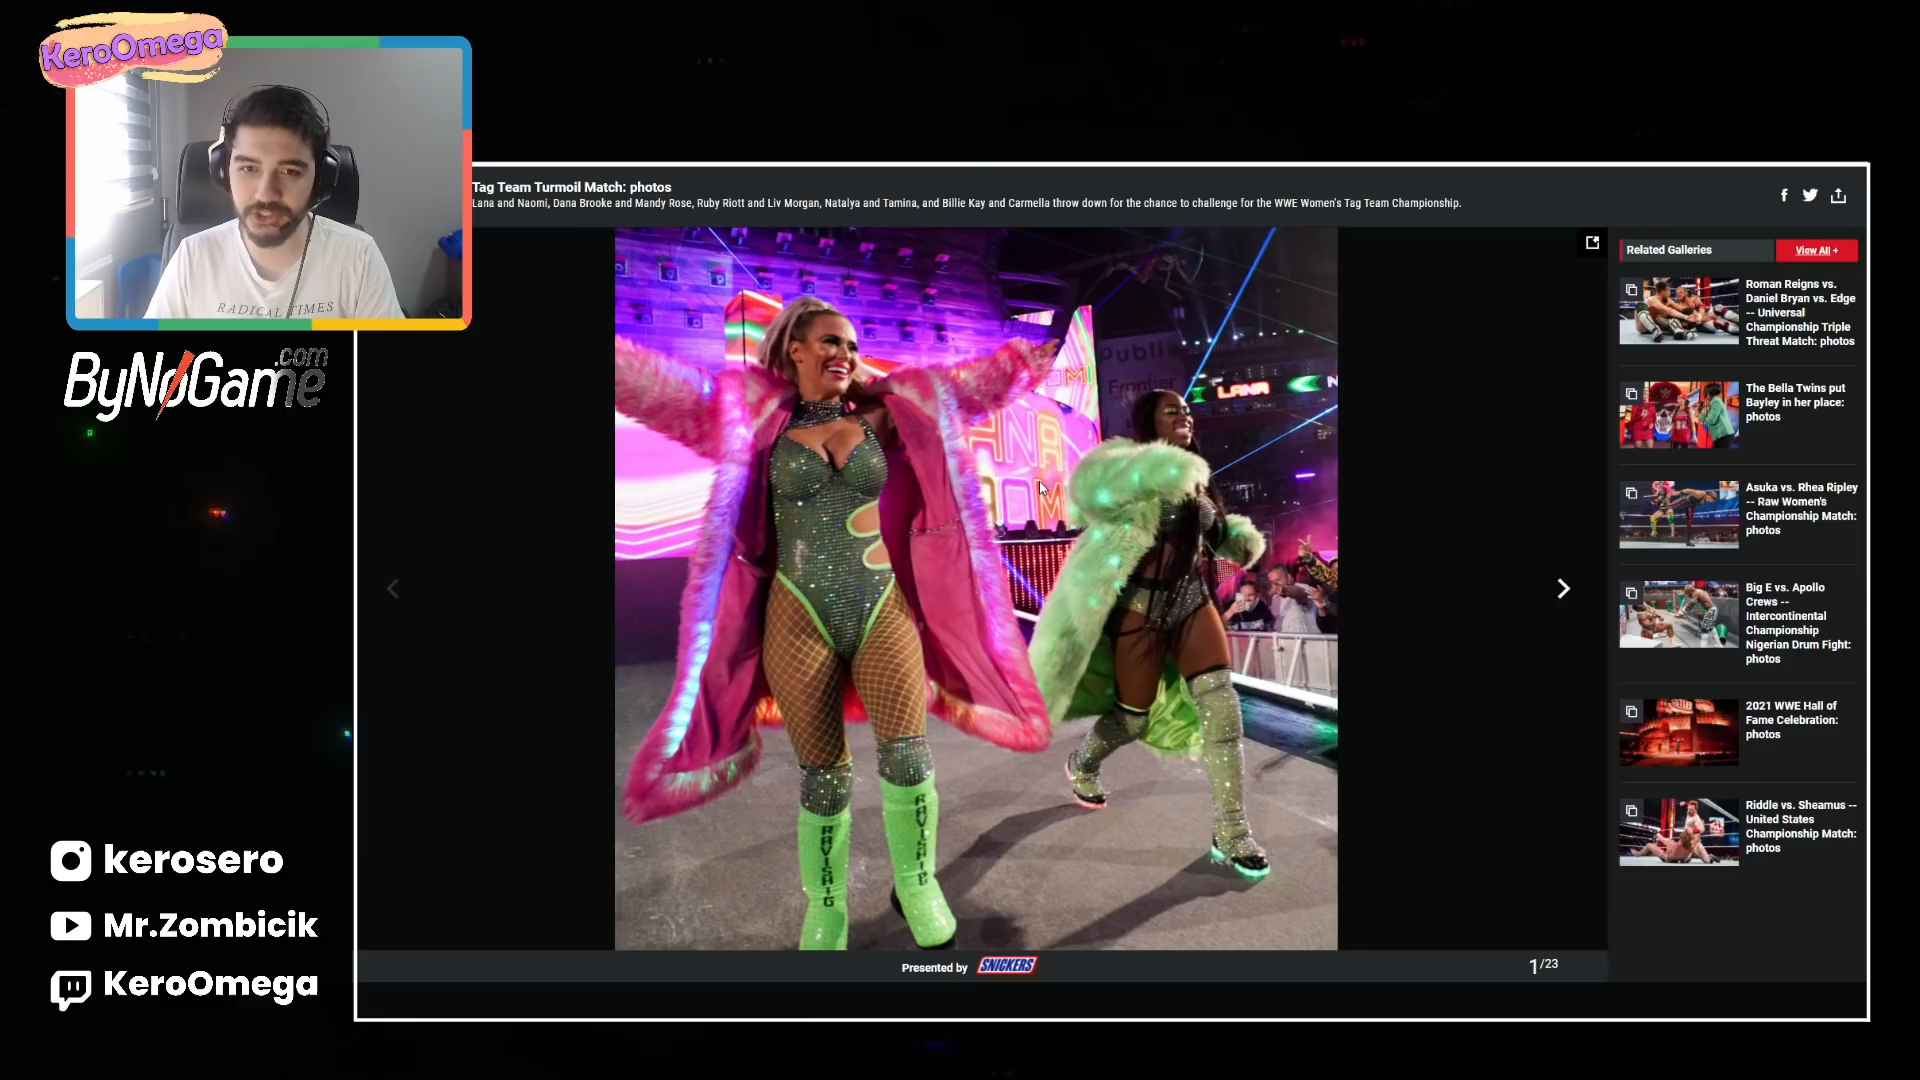 KeroOmega
RADICAL TIMES
ByNoGame
.com
kerosero
Mr.Zombicik
KeroOmega
Tag Team Turmoil Match: photos
Lana and Naomi, Dana Brooke and Mandy Rose, Ruby Riott and Liv Morgan, Natalya and Tamina, and Billie Kay and Carmella throw down for the chance to challenge for the WWE Women's Tag Team Championship.
Publix
Frontier
LANA
RAVISHIG
RAVISHIG
Presented by SNICKERS
1/23
Related Galleries
View All +
Roman Reigns vs.
Daniel Bryan vs. Edge
-- Universal
Championship Triple
Threat Match: photos
The Bella Twins put
Bayley in her place:
photos
Asuka vs. Rhea Ripley
-- Raw Women's
Championship Match:
photos
Big E vs. Apollo
Crews --
Intercontinental
Championship
Nigerian Drum Fight:
photos
2021 WWE Hall of
Fame Celebration:
photos
Riddle vs. Sheamus --
United States
Championship Match:
photos